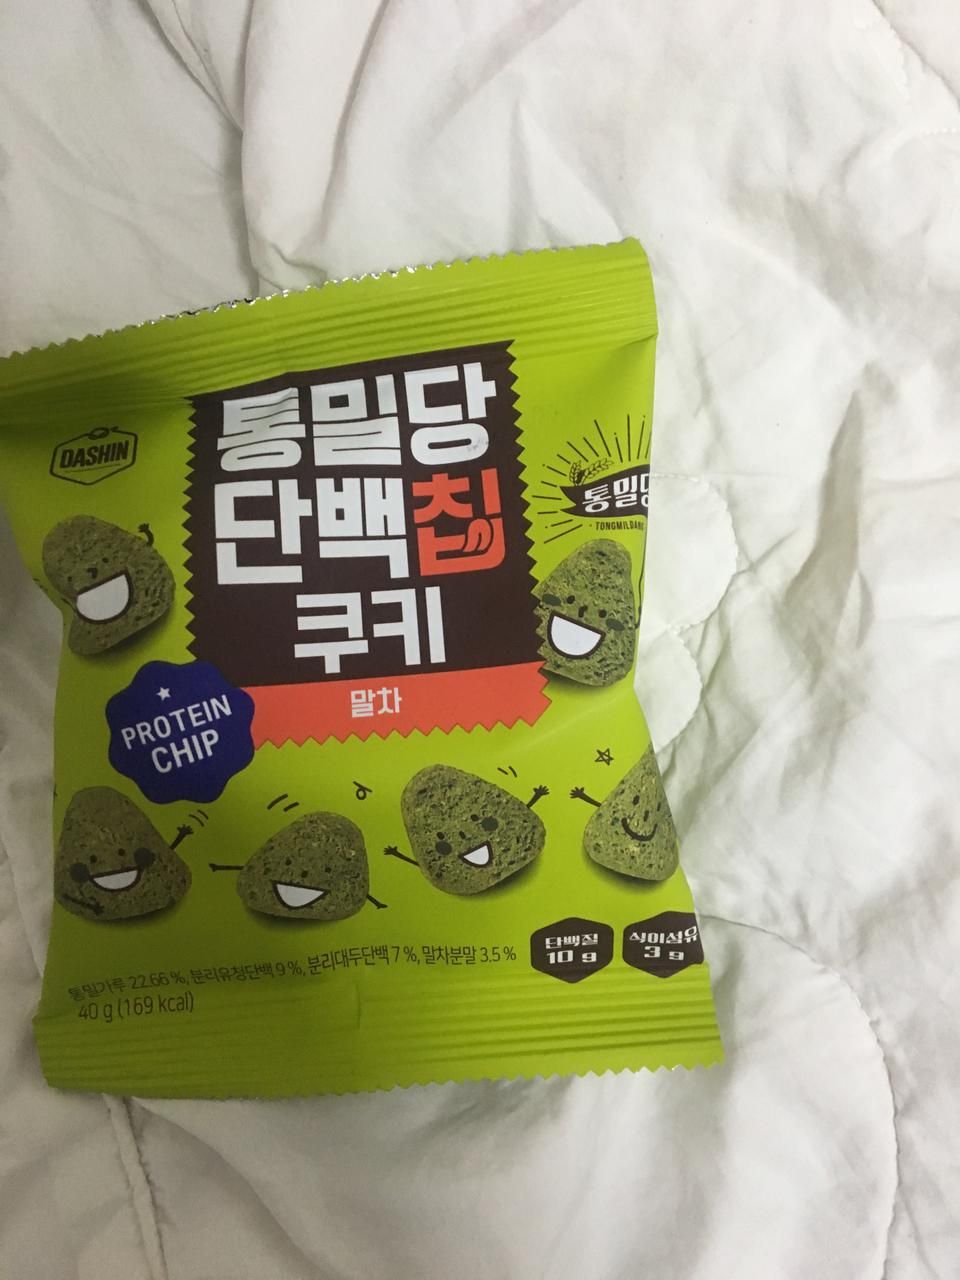 통밀당
단백칩
쿠키
말차
DASHIN
통밀당
TONGMILDANG
PROTEIN
CHIP
단백질
10 g
식이섬유
3 g
통밀가루 22.66 %, 분리유청단백 9 %, 분리대두단백 7 %, 말차분말 3.5 %
40 g (169 kcal)